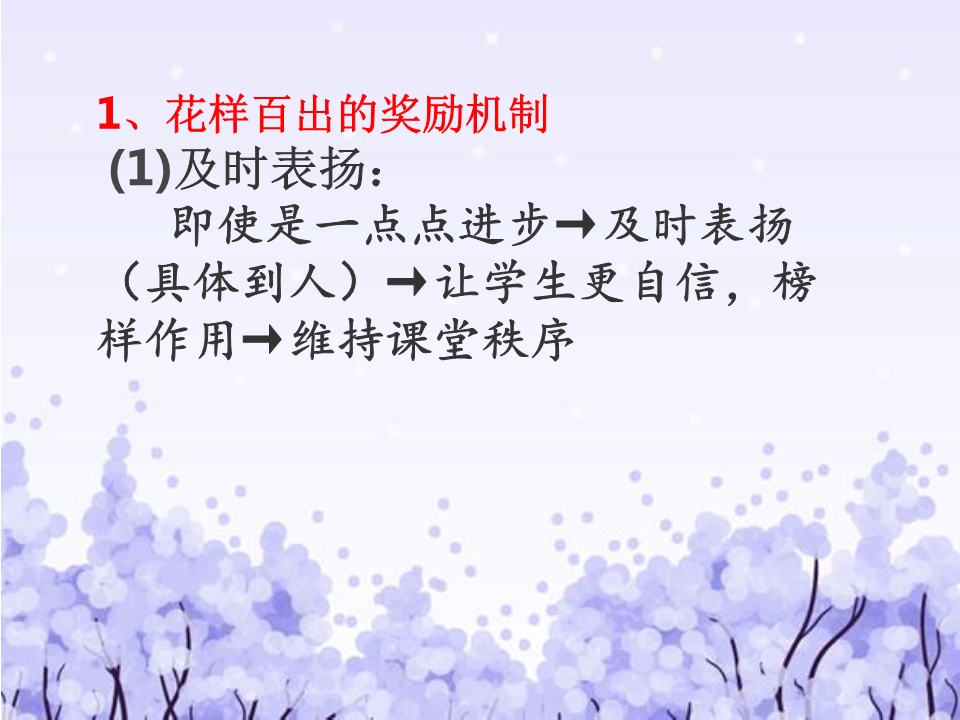 1、花样百出的奖励机制
(1)及时表扬：
即使是一点点进步➞及时表扬
（具体到人）➞让学生更自信，榜
样作用➞维持课堂秩序